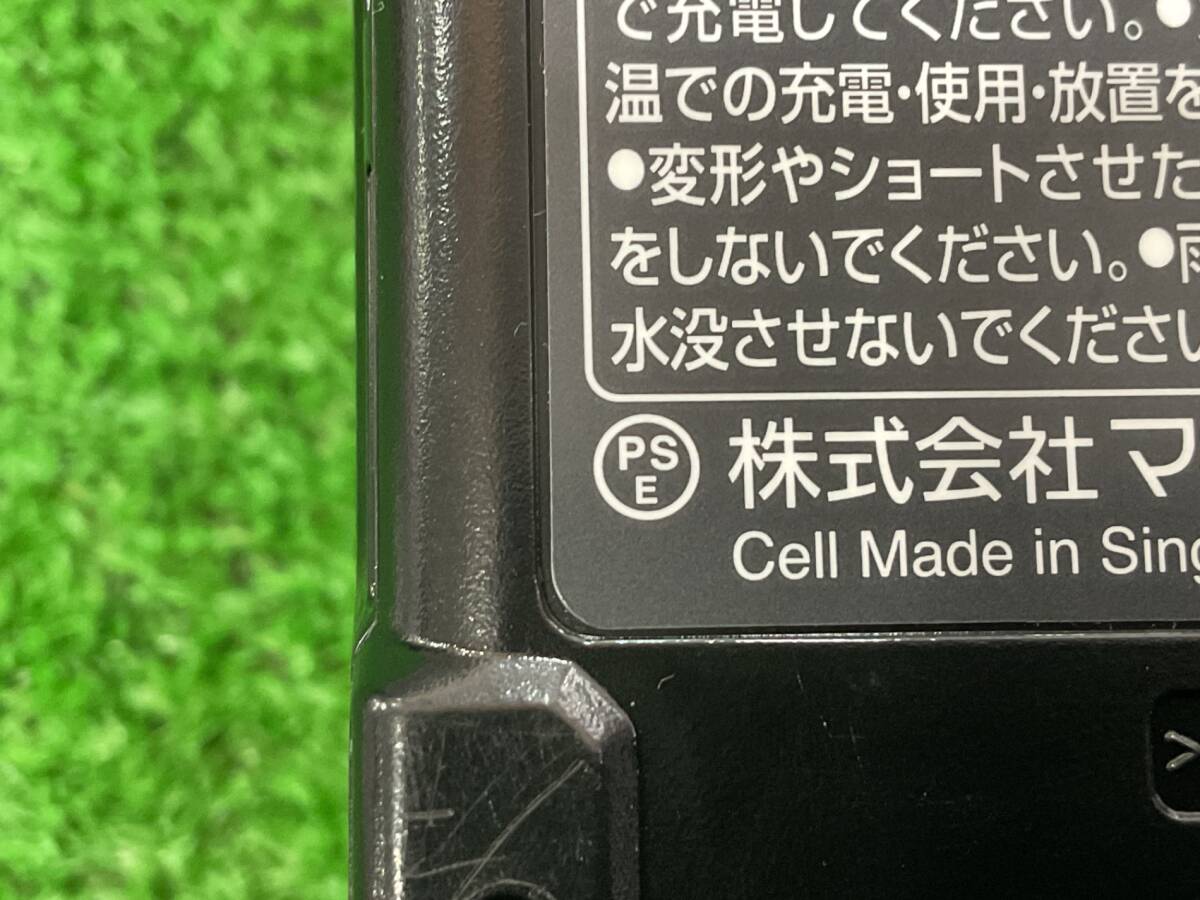 で充電してください。●
温での充電・使用・放置を
●変形やショートさせた
をしないでください。●雨
水没させないでください
PS
E
株式会社マ
Cell Made in Sing
>